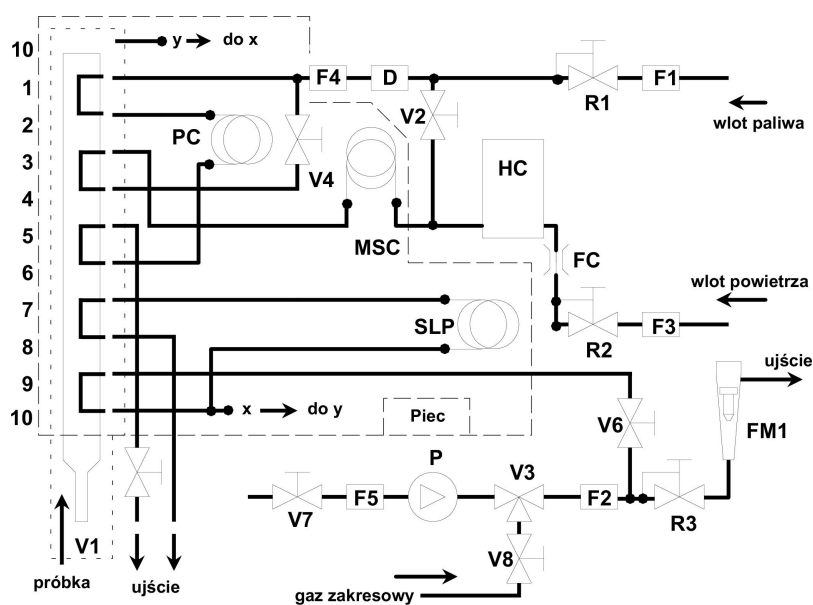 10
y
do x
F4
D
R1
F1
wlot paliwa
1
2
PC
V4
V2
3
4
MSC
HC
FC
5
6
wlot powietrza
R2
F3
7
SLP
8
ujście
9
V6
FM1
10
x
do y
Piec
P
V3
V7
F5
F2
R3
V8
V1
próbka
ujście
gaz zakresowy